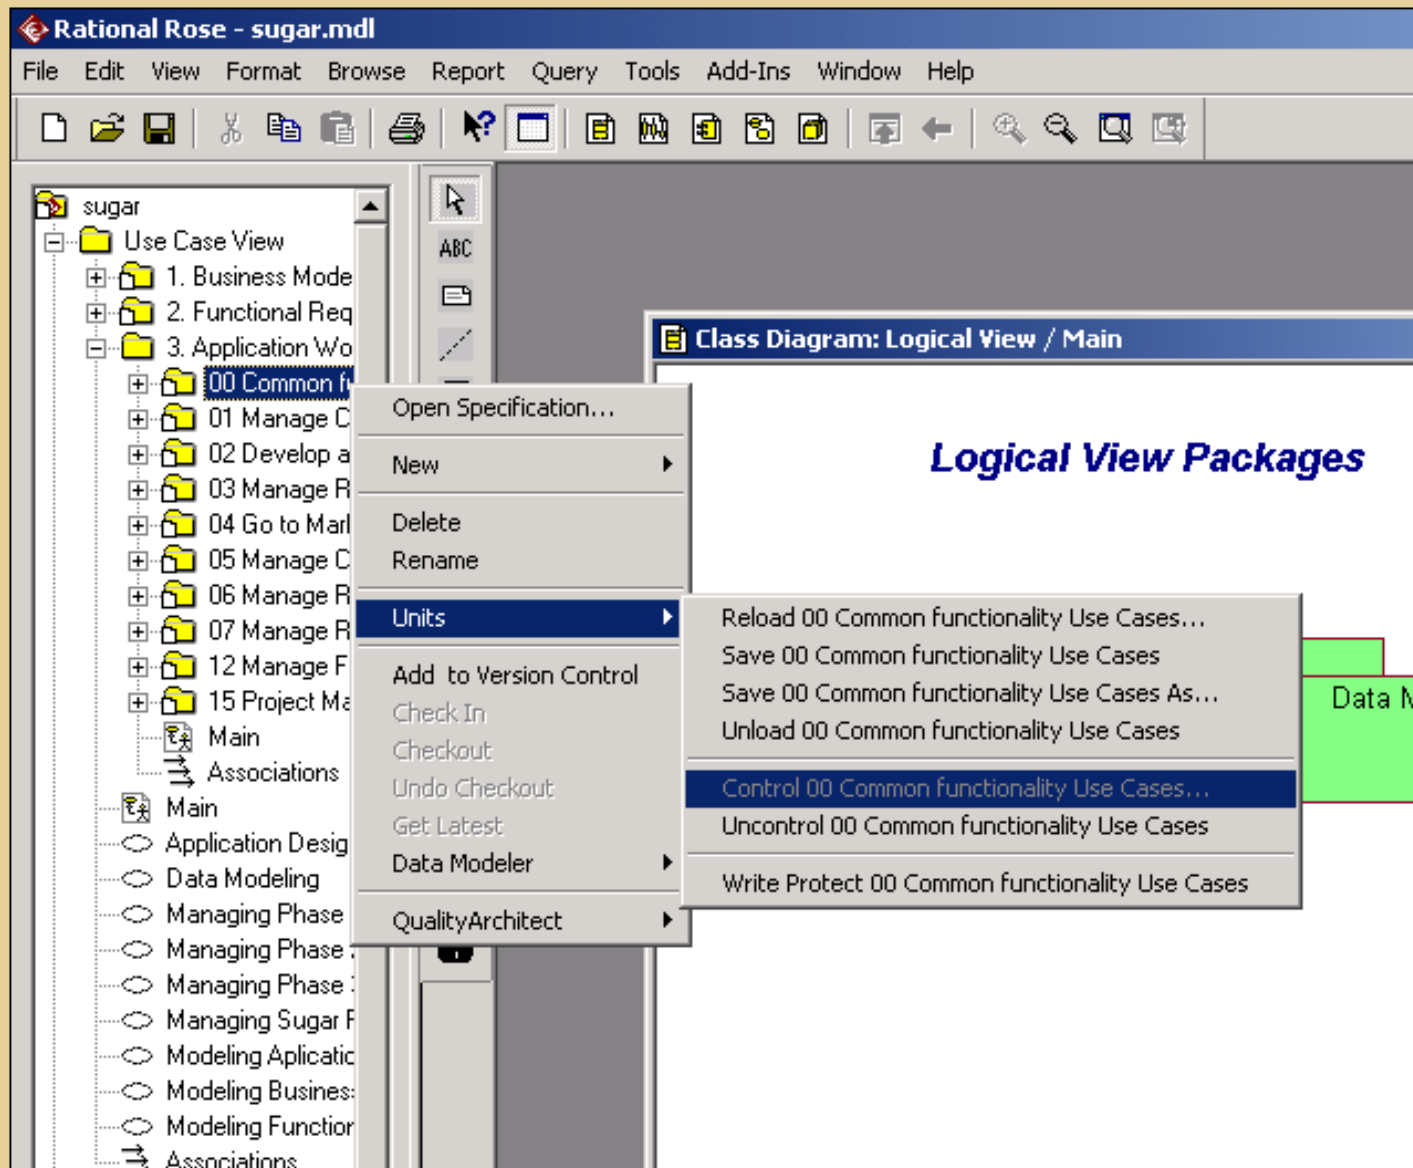 Rational Rose - sugar.mdl
File Edit View Format Browse Report Query Tools Add-Ins Window Help
sugar
Use Case View
1. Business Mode
2. Functional Req
3. Application Wo
00 Common f
01 Manage C
02 Develop a
03 Manage R
04 Go to Mar
05 Manage C
06 Manage R
07 Manage R
12 Manage F
15 Project Ma
Main
Associations
Main
Application Desig
Data Modeling
Managing Phase
Managing Phase
Managing Phase
Managing Sugar F
Modeling Aplicatic
Modeling Busines
Modeling Function
Associations
ABC
Open Specification...
New
Delete
Rename
Units
Add to Version Control
Check In
Checkout
Undo Checkout
Get Latest
Data Modeler
QualityArchitect
Reload 00 Common functionality Use Cases...
Save 00 Common functionality Use Cases
Save 00 Common functionality Use Cases As...
Unload 00 Common functionality Use Cases
Control 00 Common functionality Use Cases...
Uncontrol 00 Common functionality Use Cases
Write Protect 00 Common functionality Use Cases
Class Diagram: Logical View / Main
Logical View Packages
Data M